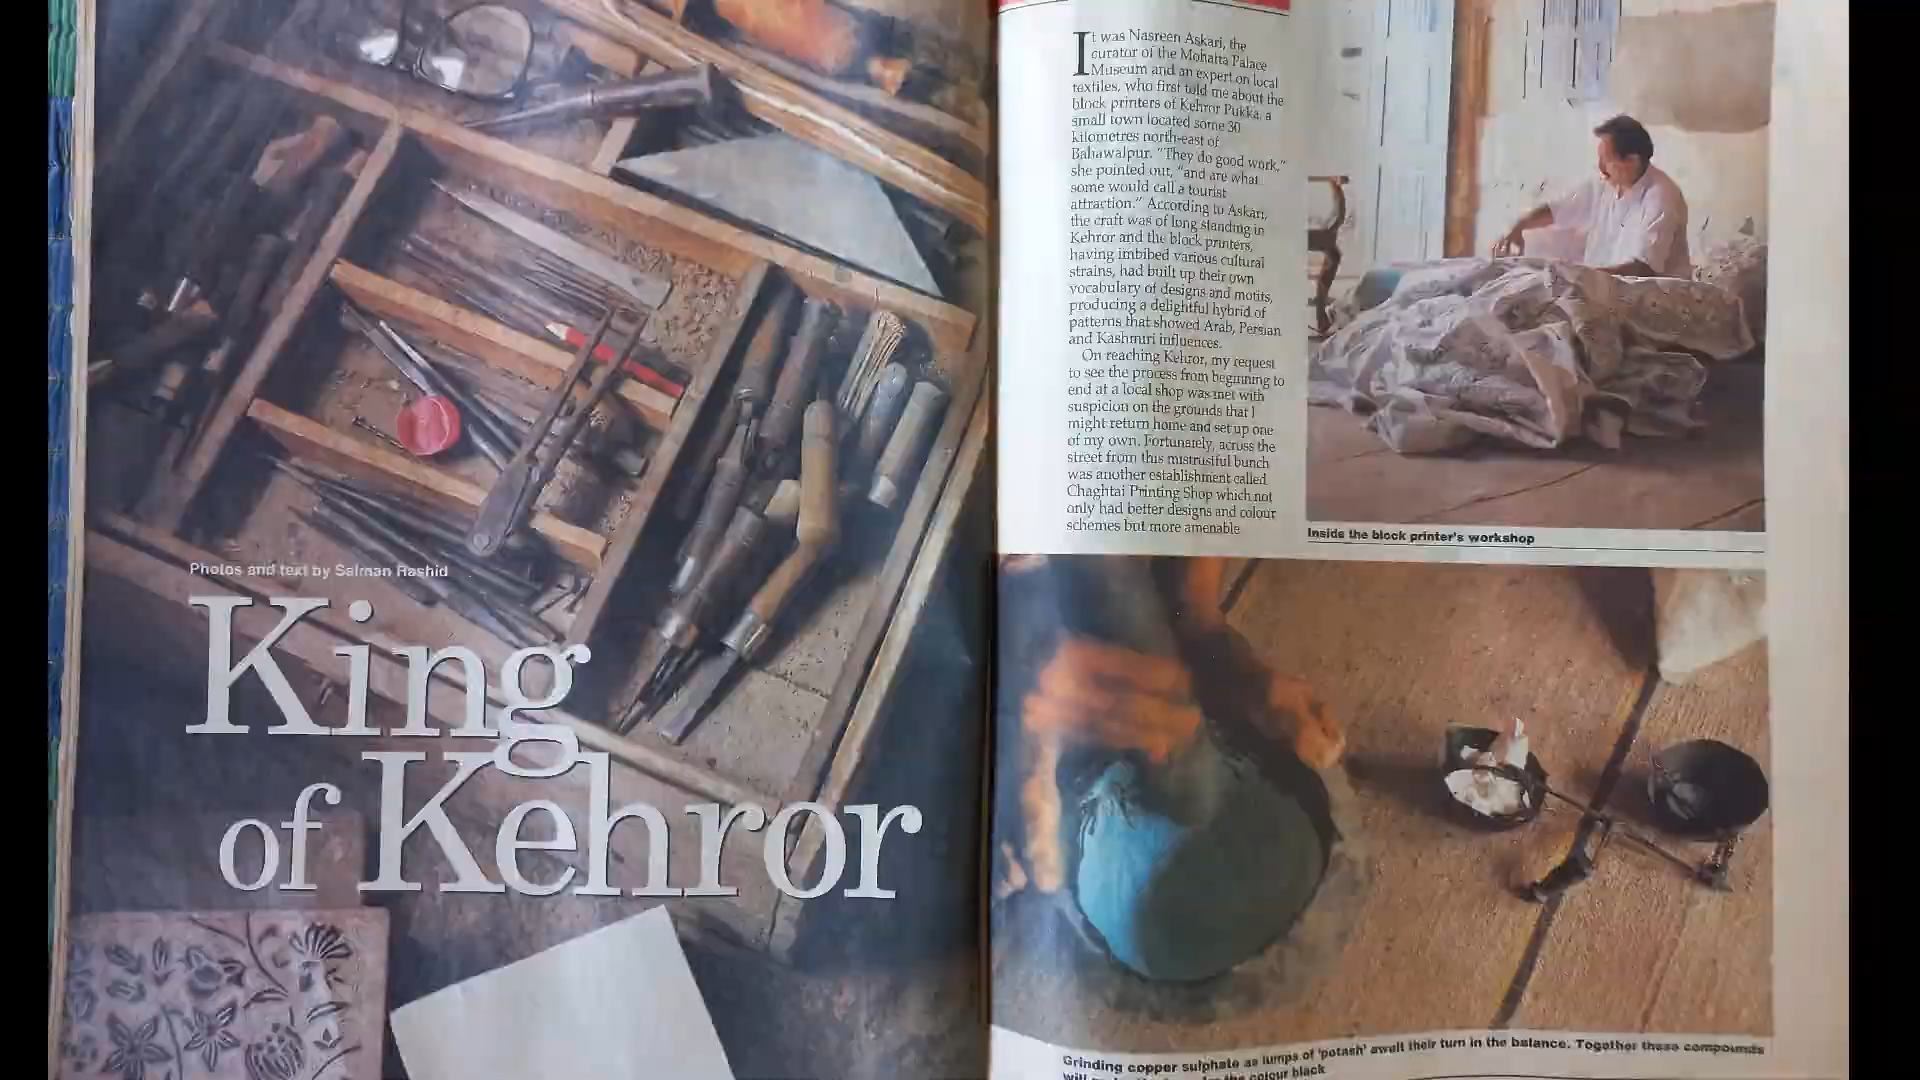 Photos and text by Salman Rashid
King
of Kehror
It was Nasreen Askari, the
curator of the Mohatta Palace
Museum and an expert on local
textiles, who first told me about the
block printers of Kehror Pukka, a
small town located some 30
kilometres north-east of
Bahawalpur. "They do good work,"
she pointed out, "and are what
some would call a tourist
attraction." According to Askari,
the craft was of long standing in
Kehror and the block printers,
having imbibed various cultural
strains, had built up their own
vocabulary of designs and motifs,
producing a delightful hybrid of
patterns that showed Arab, Persian
and Kashmiri influences.
On reaching Kehror, my request
to see the process from beginning to
end at a local shop was met with
suspicion on the grounds that I
might return home and set up one
of my own. Fortunately, across the
street from this mistrustful bunch
was another establishment called
Chaghtai Printing Shop which not
only had better designs and colour
schemes but more amenable
Inside the block printer's workshop
Grinding copper sulphate as lumps of 'potash' await their turn in the balance. Together these compounds
will the colour black